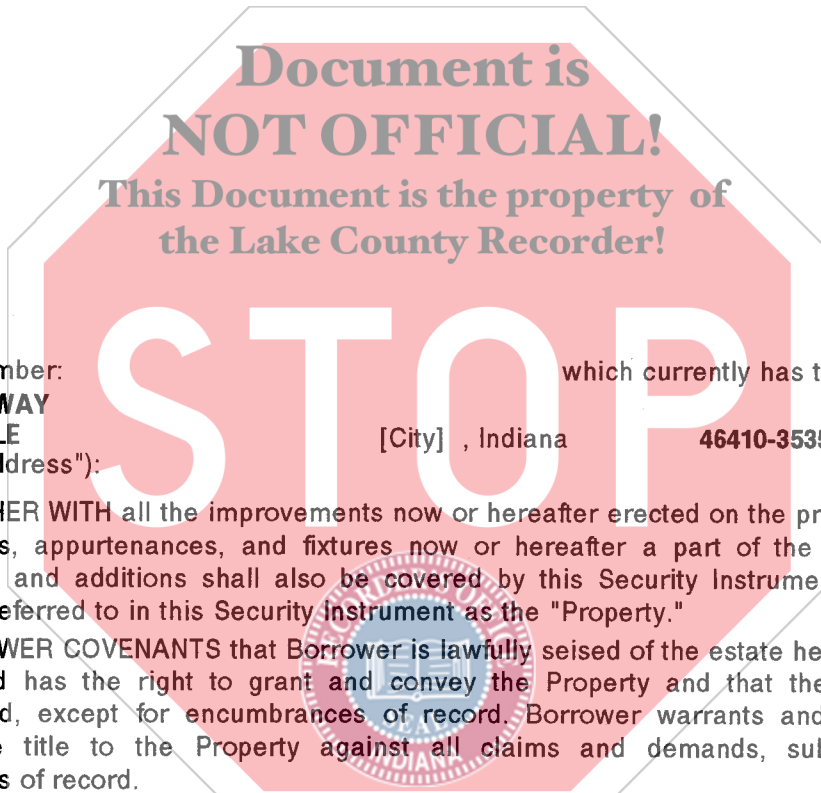 Document is
NOT OFFICIAL!
This Document is the property of
the Lake County Recorder!
STOP
mber: which currently has t
WAY
LE [City] , Indiana 46410-353
ddress"):
HER WITH all the improvements now or hereafter erected on the pr
s, appurtenances, and fixtures now or hereafter a part of the
and additions shall also be covered by this Security Instrume
eferred to in this Security Instrument as the "Property."
WER COVENANTS that Borrower is lawfully seised of the estate he
d has the right to grant and convey the Property and that the
d, except for encumbrances of record. Borrower warrants and
e title to the Property against all claims and demands, sul
s of record.
SEAL
INDIANA